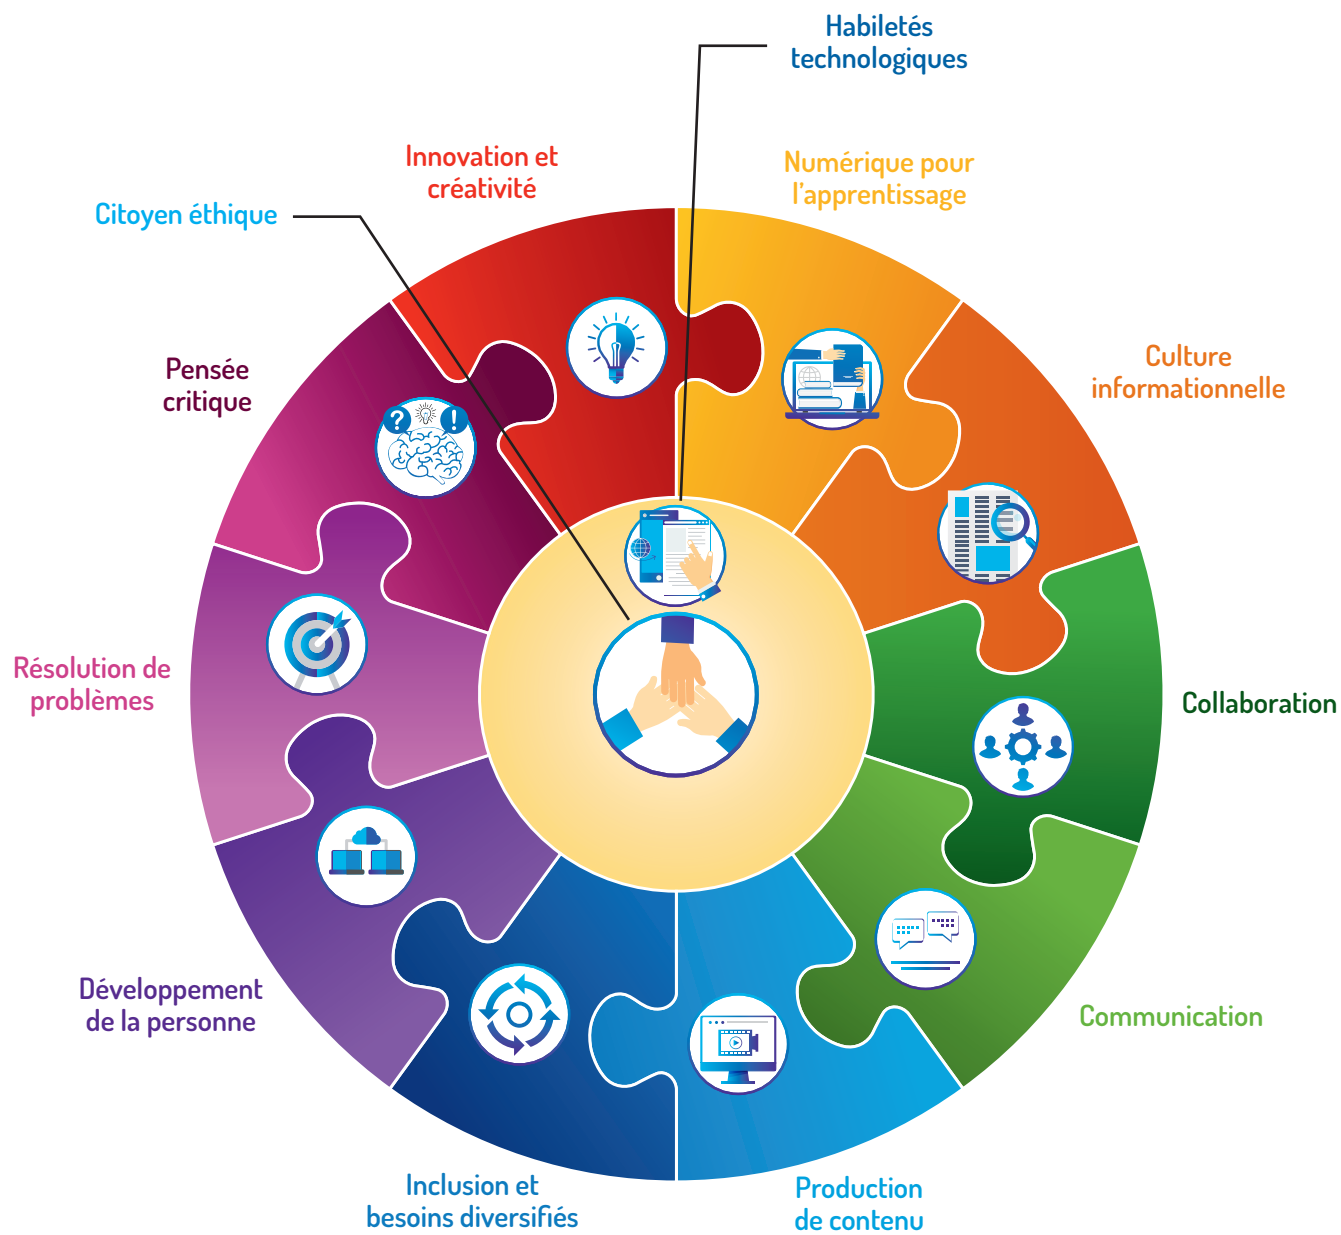 Habiletés
technologiques
Innovation et
créativité
Numérique pour
l'apprentissage
Citoyen éthique
Culture
informationnelle
Pensée
critique
?
!
Résolution de
problèmes
Collaboration
Développement
de la personne
Communication
Inclusion et
besoins diversifiés
Production
de contenu